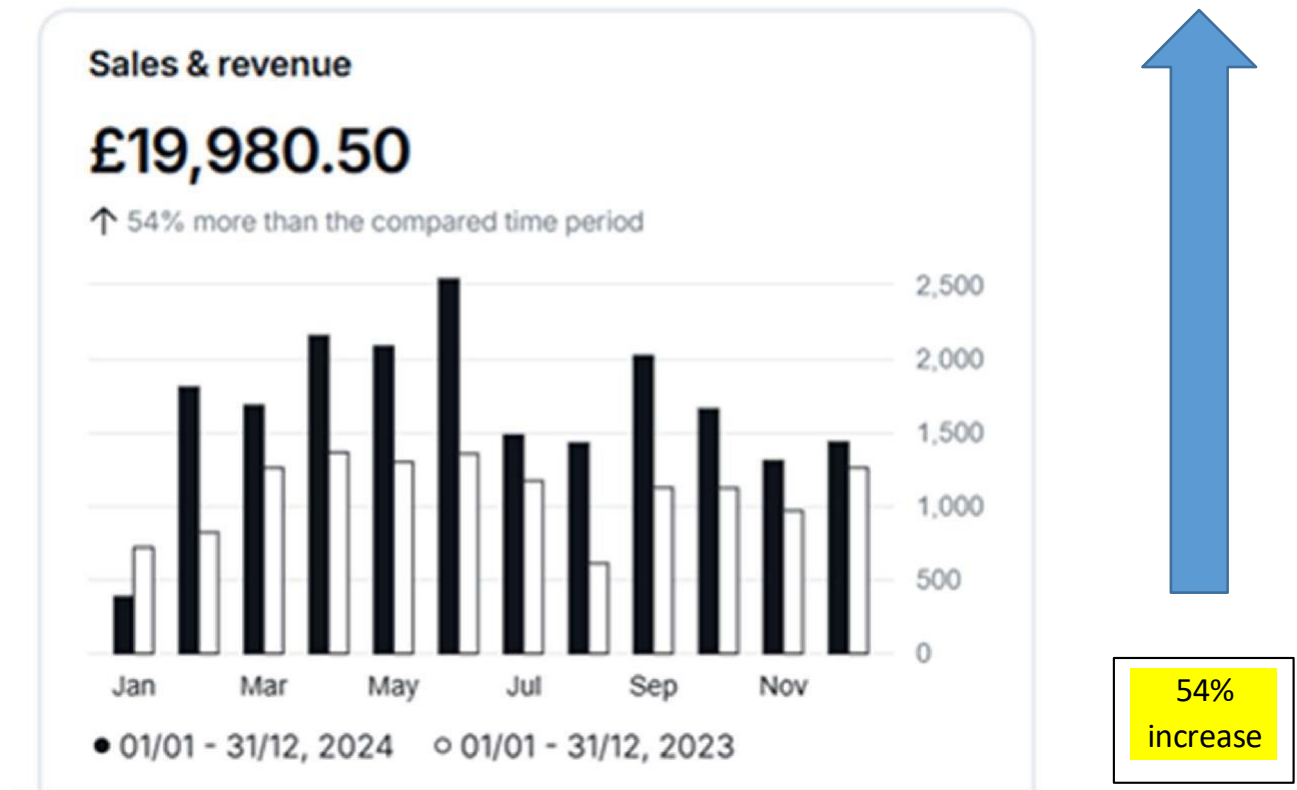 Sales & revenue
£19,980.50
↑ 54% more than the compared time period
2,500
2,000
1,500
1,000
500
0
Jan Mar May Jul Sep Nov
01/01 - 31/12, 2024 01/01 - 31/12, 2023
54%
increase